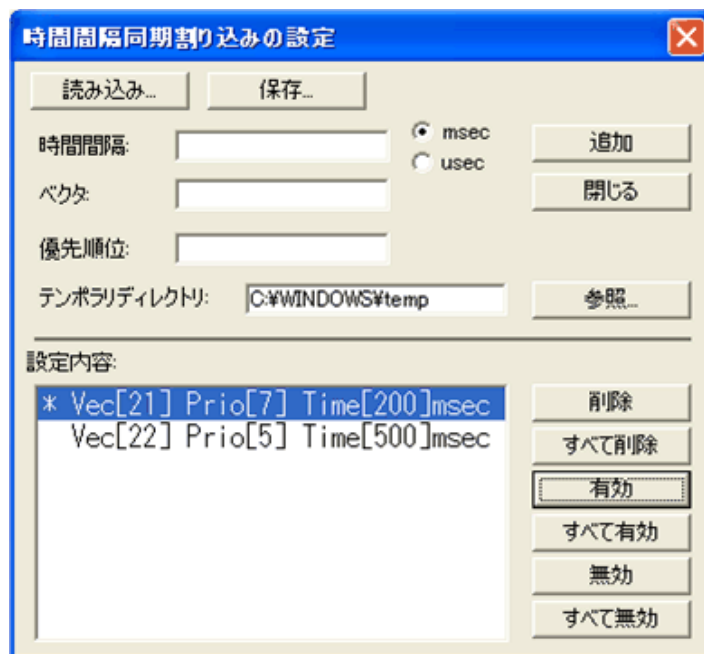 時間間隔同期割り込みの設定
読み込み...
保存...
時間間隔:
msec
usec
追加
ベクタ:
閉じる
優先順位:
テンポラリディレクトリ:
C:¥WINDOWS¥temp
参照...
設定内容:
* Vec[21] Prio[7] Time[200]msec
Vec[22] Prio[5] Time[500]msec
削除
すべて削除
有効
すべて有効
無効
すべて無効